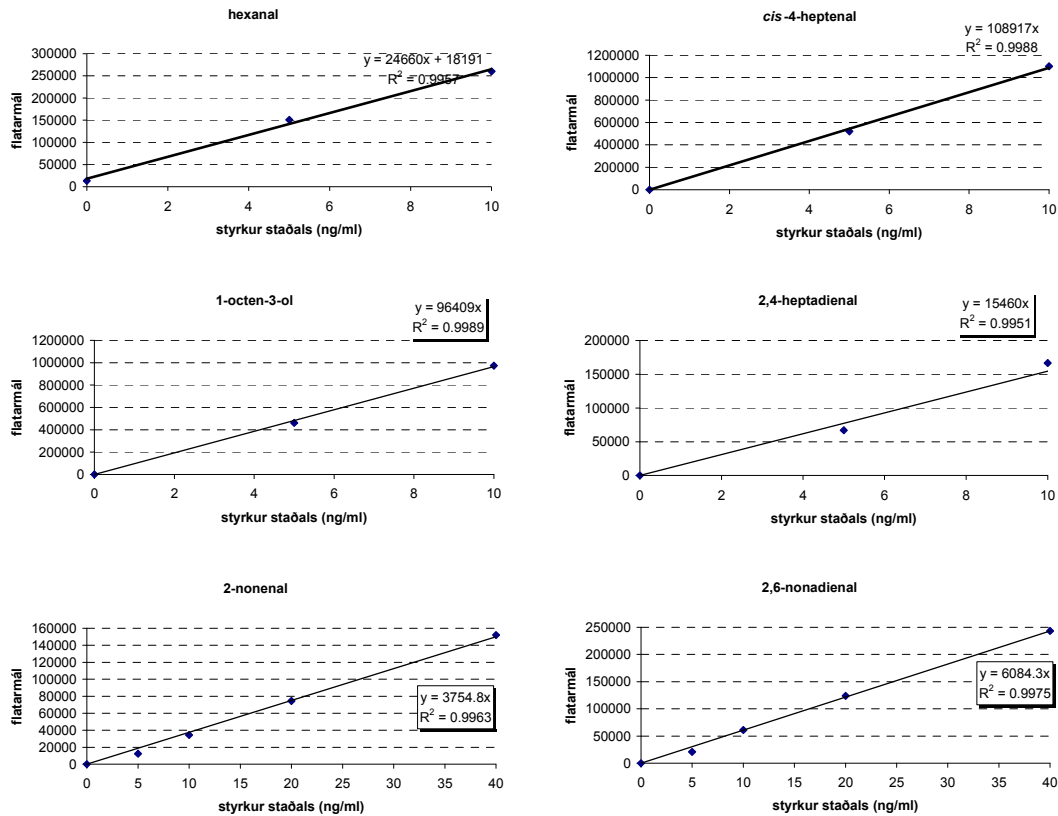 hexanal
y = 24660x + 18191
R² = 0.9957
300000
250000
200000
150000
100000
50000
0
flatarmál
0 2 4 6 8 10
styrkur staðals (ng/ml)
cis-4-heptenal
y = 108917x
R² = 0.9988
1200000
1000000
800000
600000
400000
200000
0
flatarmál
0 2 4 6 8 10
styrkur staðals (ng/ml)
1-octen-3-ol
y = 96409x
R² = 0.9989
1200000
1000000
800000
600000
400000
200000
0
flatarmál
0 2 4 6 8 10
styrkur staðals (ng/ml)
2,4-heptadienal
y = 15460x
R² = 0.9951
200000
150000
100000
50000
0
flatarmál
0 2 4 6 8 10
styrkur staðals (ng/ml)
2-nonenal
160000
140000
120000
100000
80000
60000
40000
20000
0
flatarmál
y = 3754.8x
R² = 0.9963
0 5 10 15 20 25 30 35 40
styrkur staðals (ng/ml)
2,6-nonadienal
250000
200000
150000
100000
50000
0
flatarmál
y = 6084.3x
R² = 0.9975
0 5 10 15 20 25 30 35 40
styrkur staðals (ng/ml)